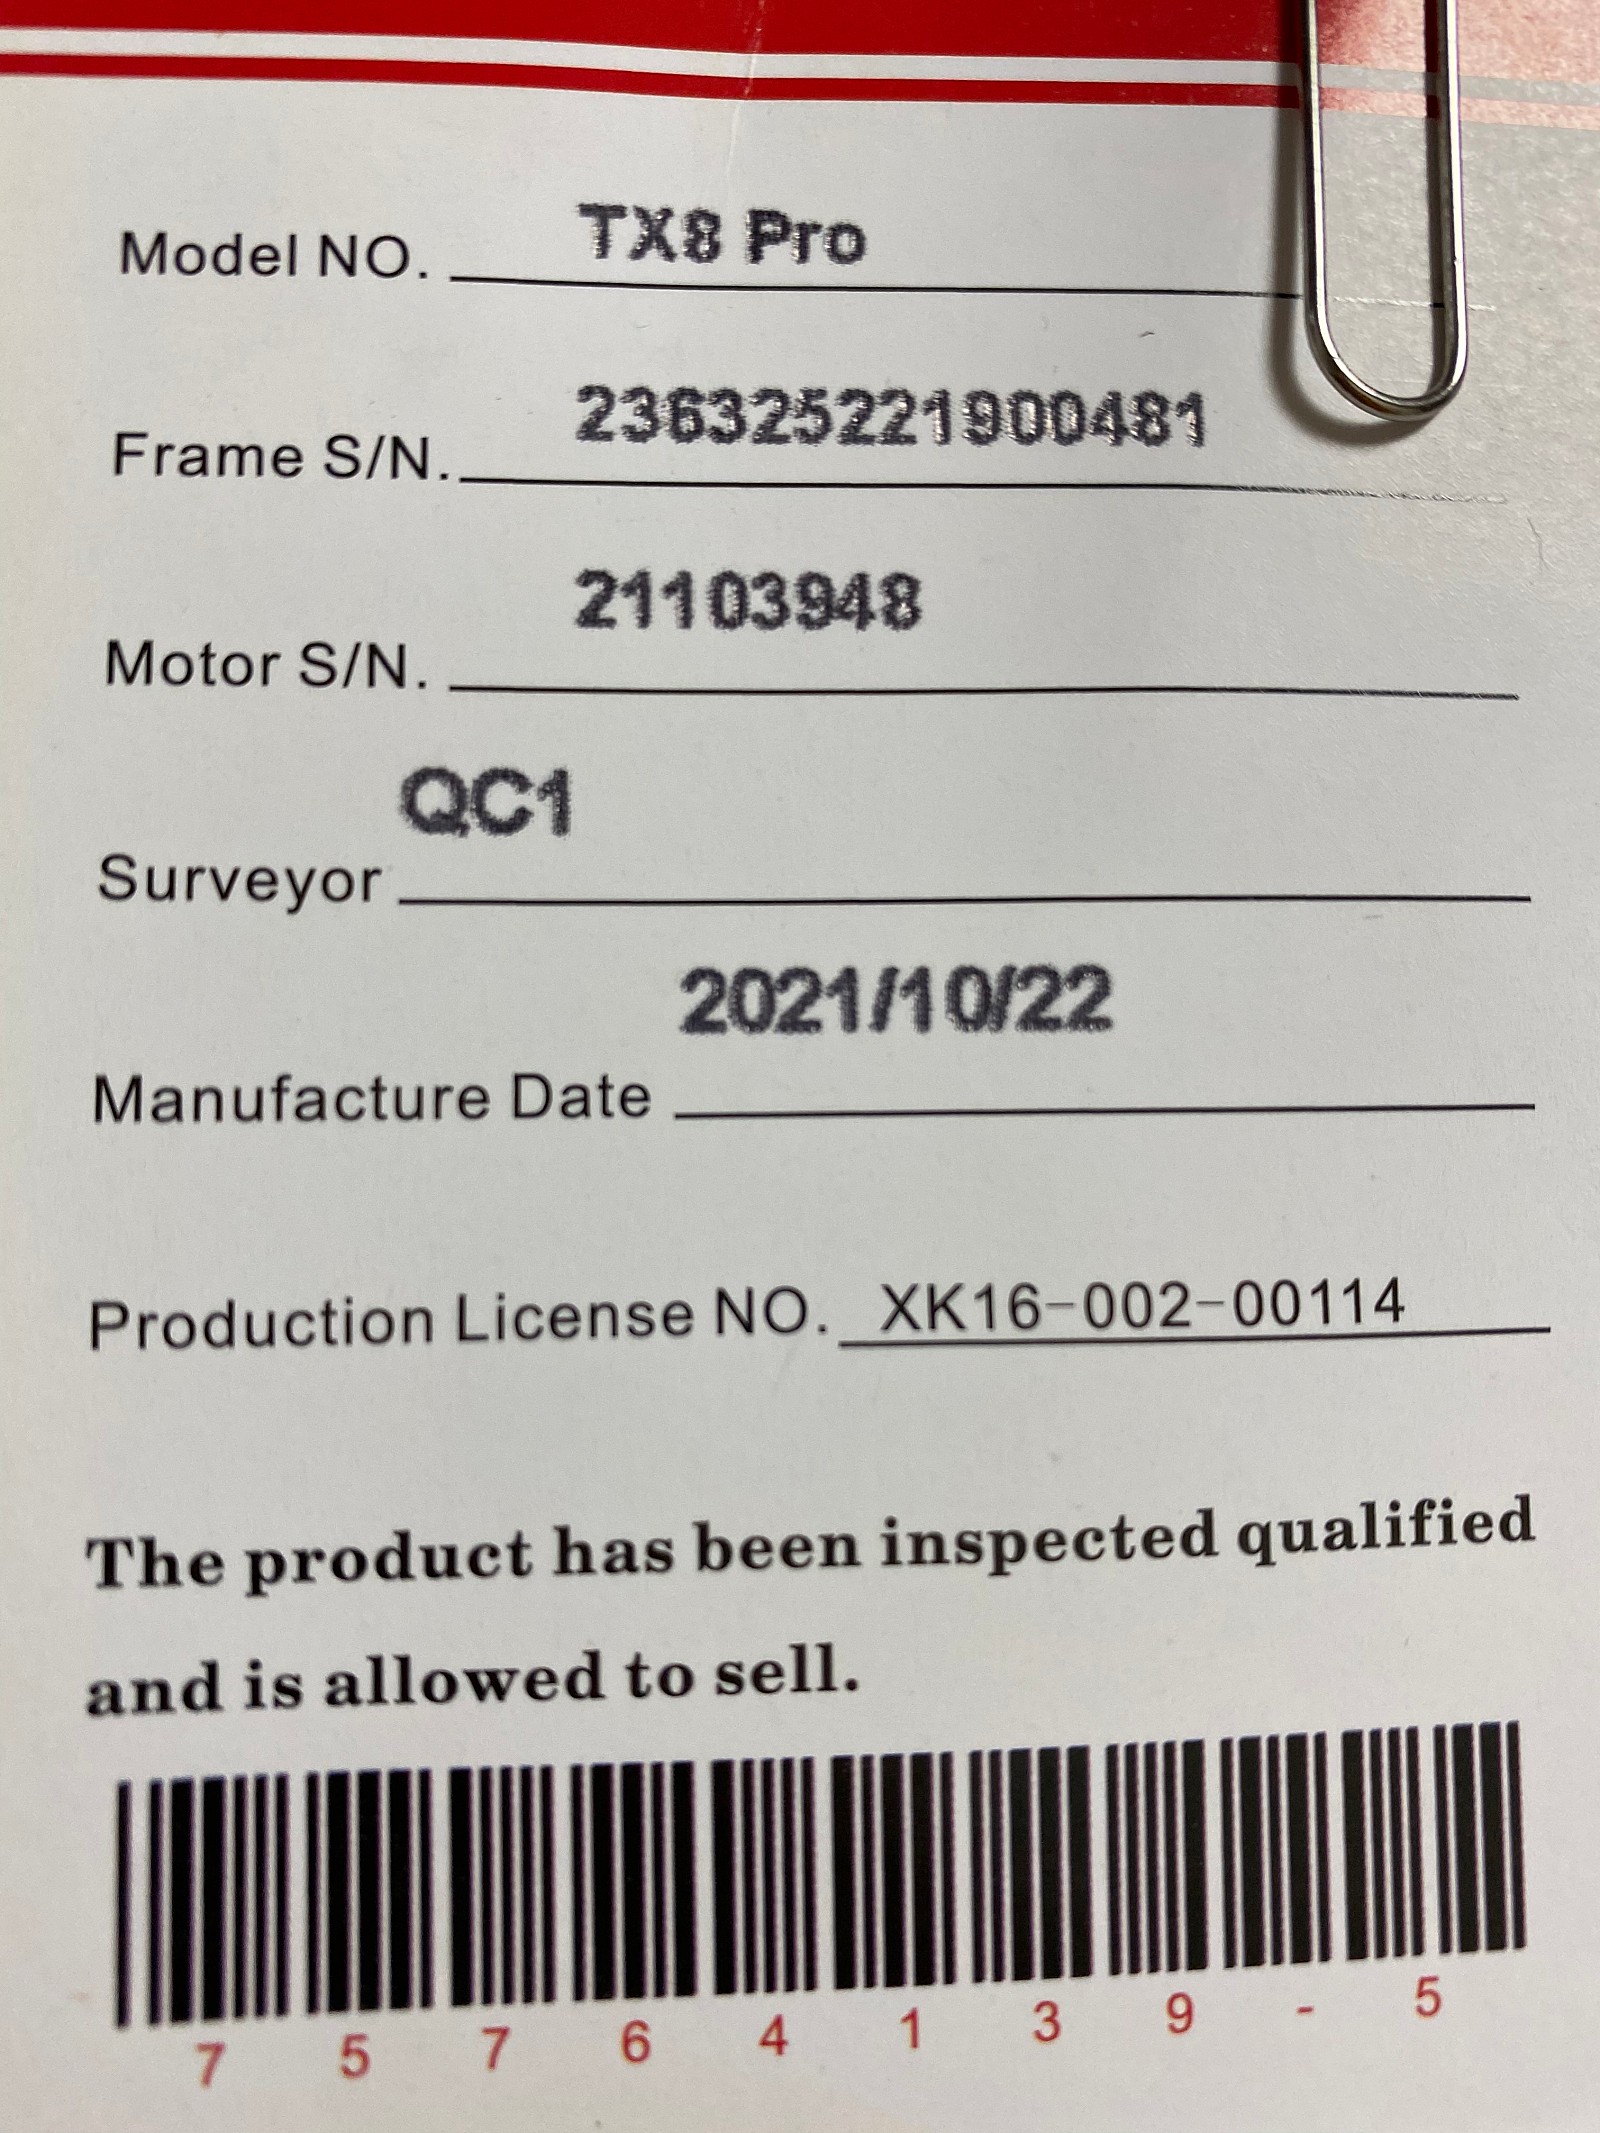 Model NO. TX8 Pro
Frame S/N. 236325221900481
Motor S/N. 21103948
Surveyor QC1
Manufacture Date 2021/10/22
Production License NO. XK16-002-00114
The product has been inspected qualified
and is allowed to sell.
7 5 7 6 4 1 3 9 - 5